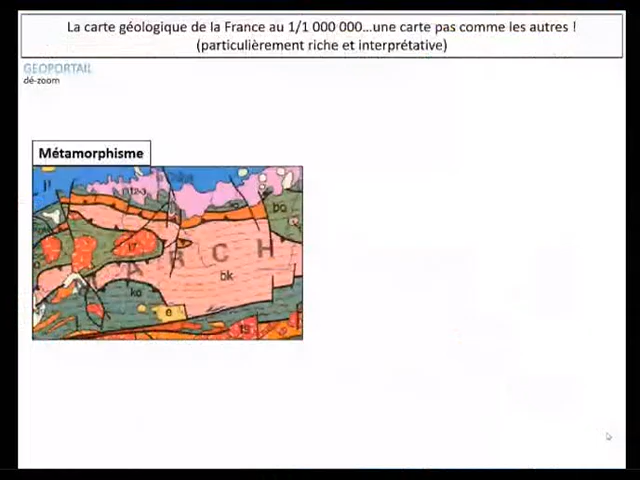 La carte géologique de la France au 1/1 000 000…une carte pas comme les autres !
(particulièrement riche et interprétative)
GEOPORTAIL
dé-zoom
Métamorphisme
bo
A R C H
bk
ko
e